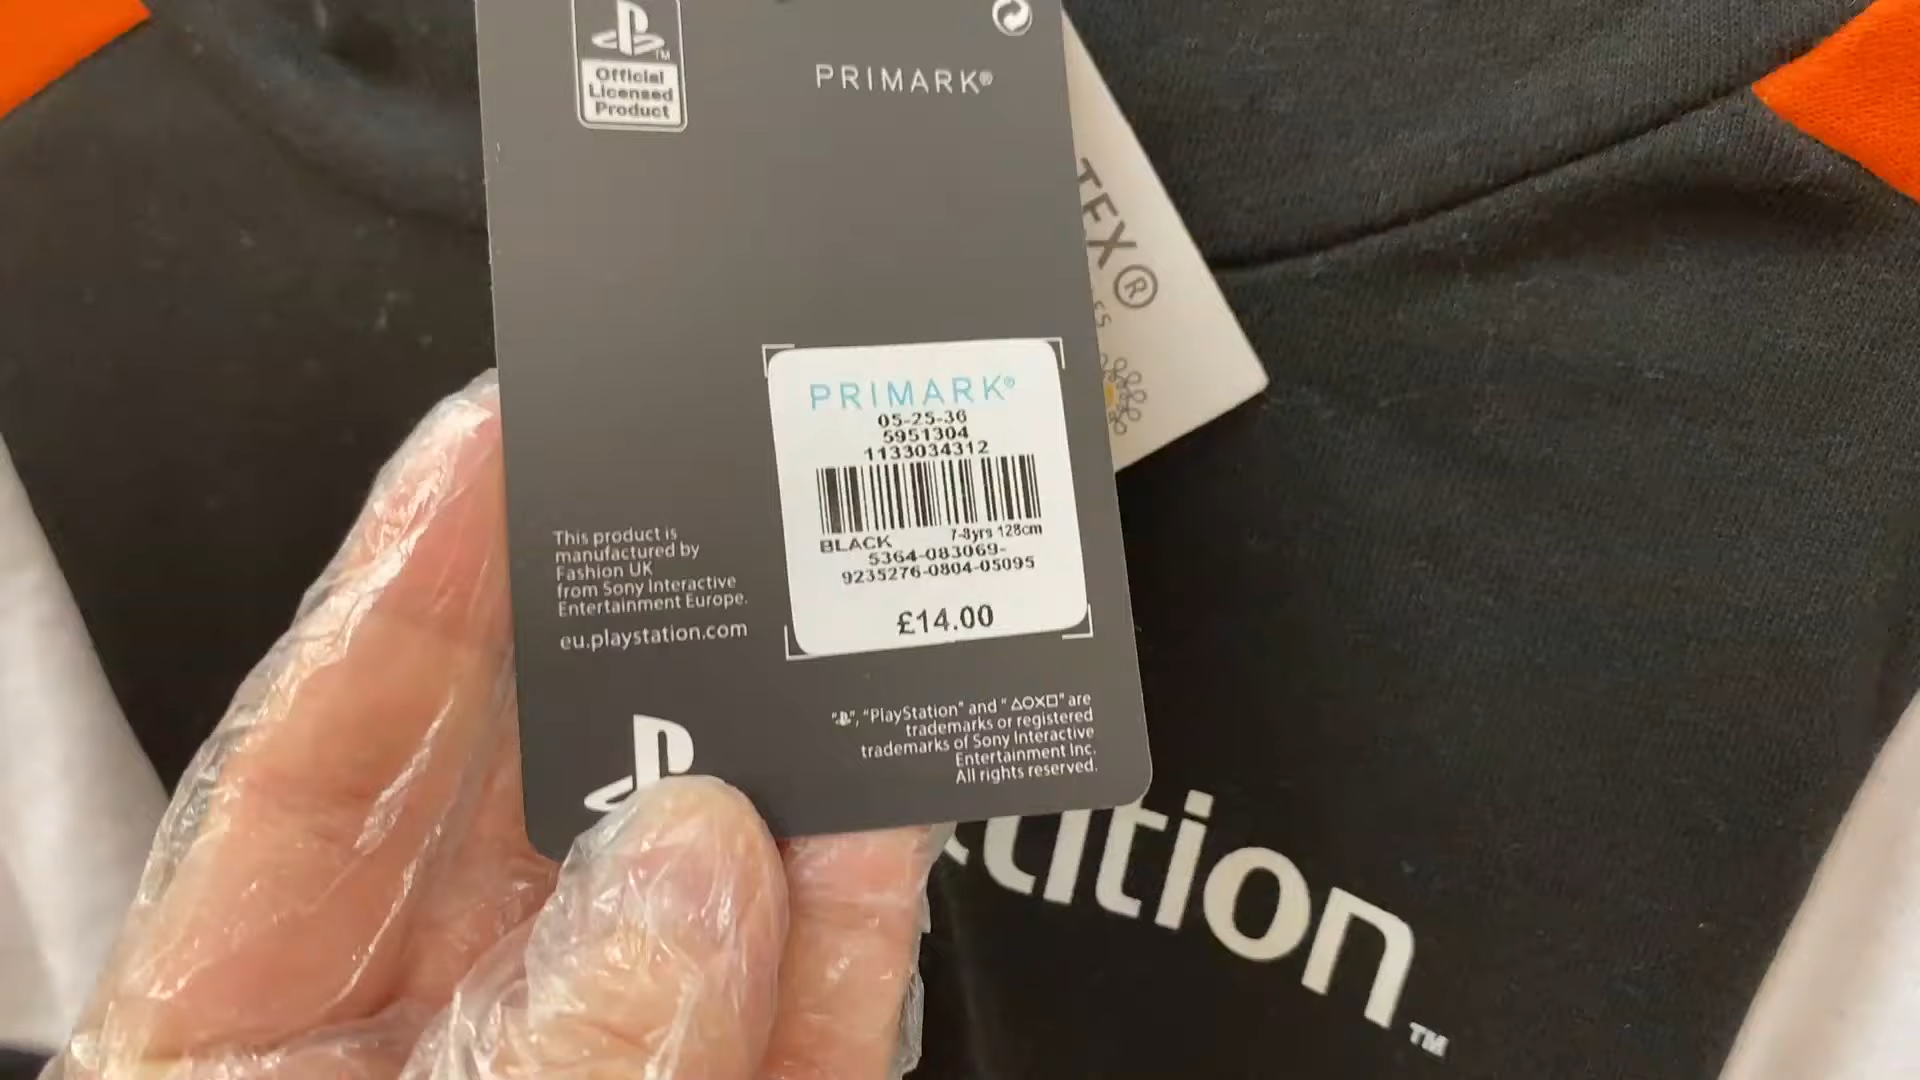 TM
Official
Licensed
Product
PRIMARK®
TEX®
PRIMARK®
05-25-36
5951304
1133034312
BLACK 7-8yrs 128cm
5364-083069-
9235276-0804-05095
£14.00
This product is
manufactured by
Fashion UK
from Sony Interactive
Entertainment Europe.
eu.playstation.com
"", "PlayStation" and "△○X□" are
trademarks or registered
trademarks of Sony Interactive
Entertainment Inc.
All rights reserved.
tation
TM